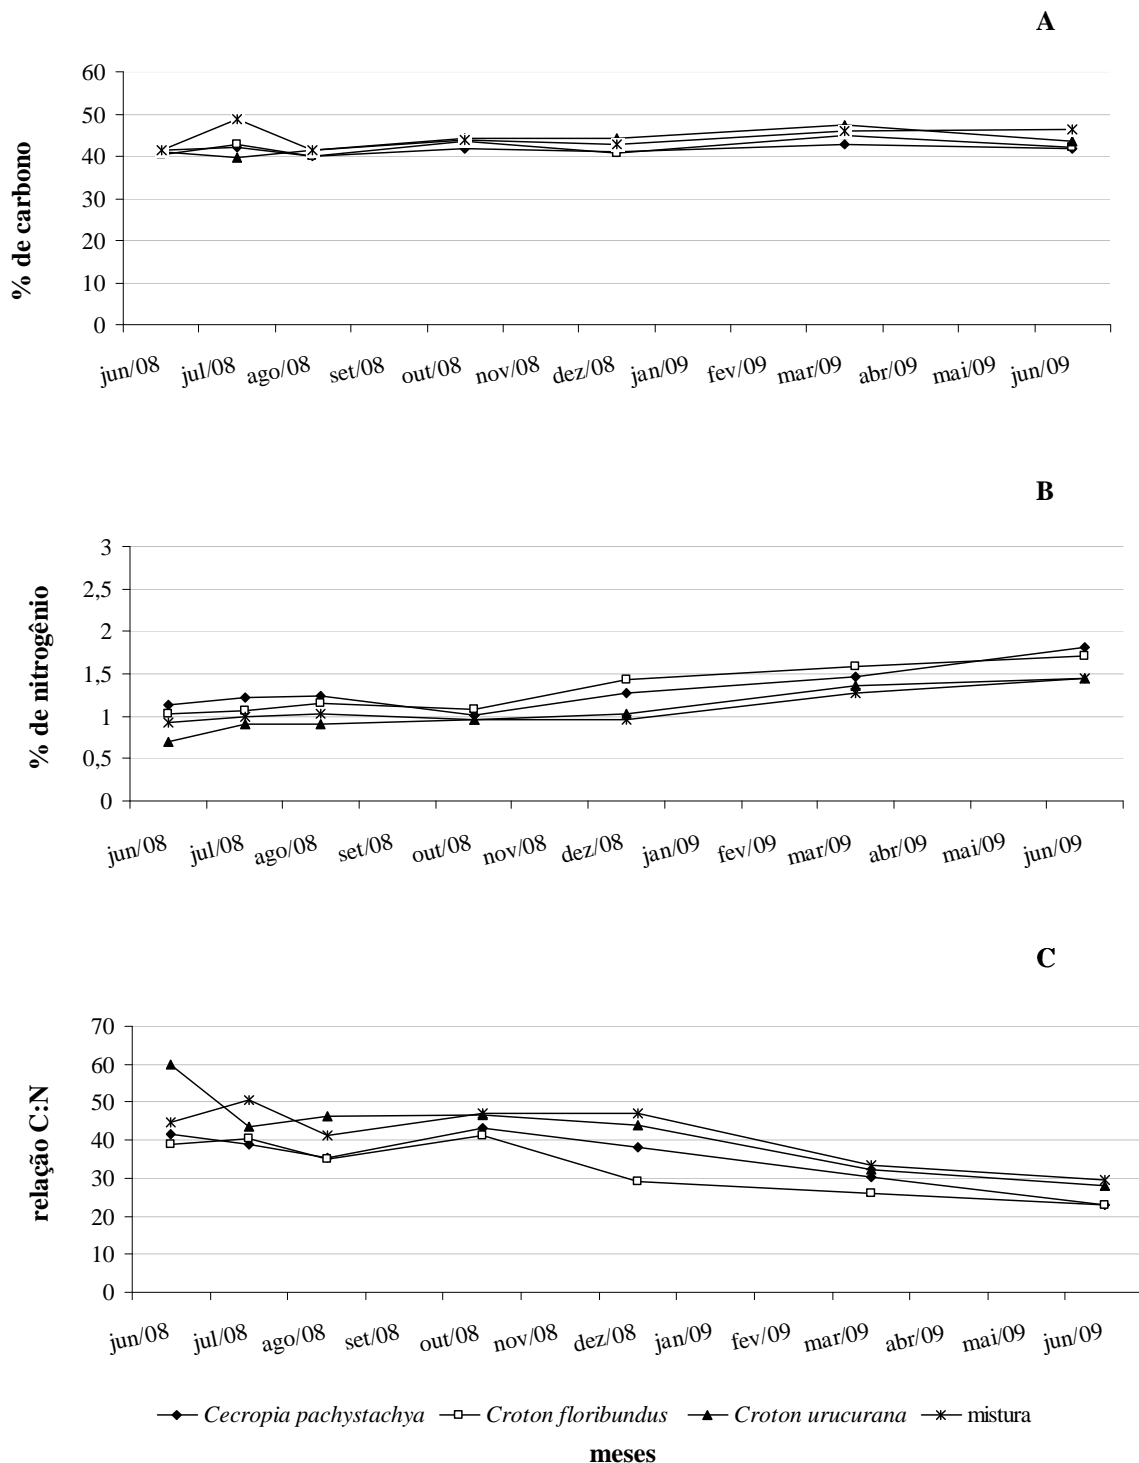 A
% de carbono
60
50
40
30
20
10
0
jun/08 jul/08 ago/08 set/08 out/08 nov/08 dez/08 jan/09 fev/09 mar/09 abr/09 mai/09 jun/09
B
% de nitrogênio
3
2,5
2
1,5
1
0,5
0
jun/08 jul/08 ago/08 set/08 out/08 nov/08 dez/08 jan/09 fev/09 mar/09 abr/09 mai/09 jun/09
C
relação C:N
70
60
50
40
30
20
10
0
jun/08 jul/08 ago/08 set/08 out/08 nov/08 dez/08 jan/09 fev/09 mar/09 abr/09 mai/09 jun/09
Cecropia pachystachya Croton floribundus Croton urucurana mistura
meses